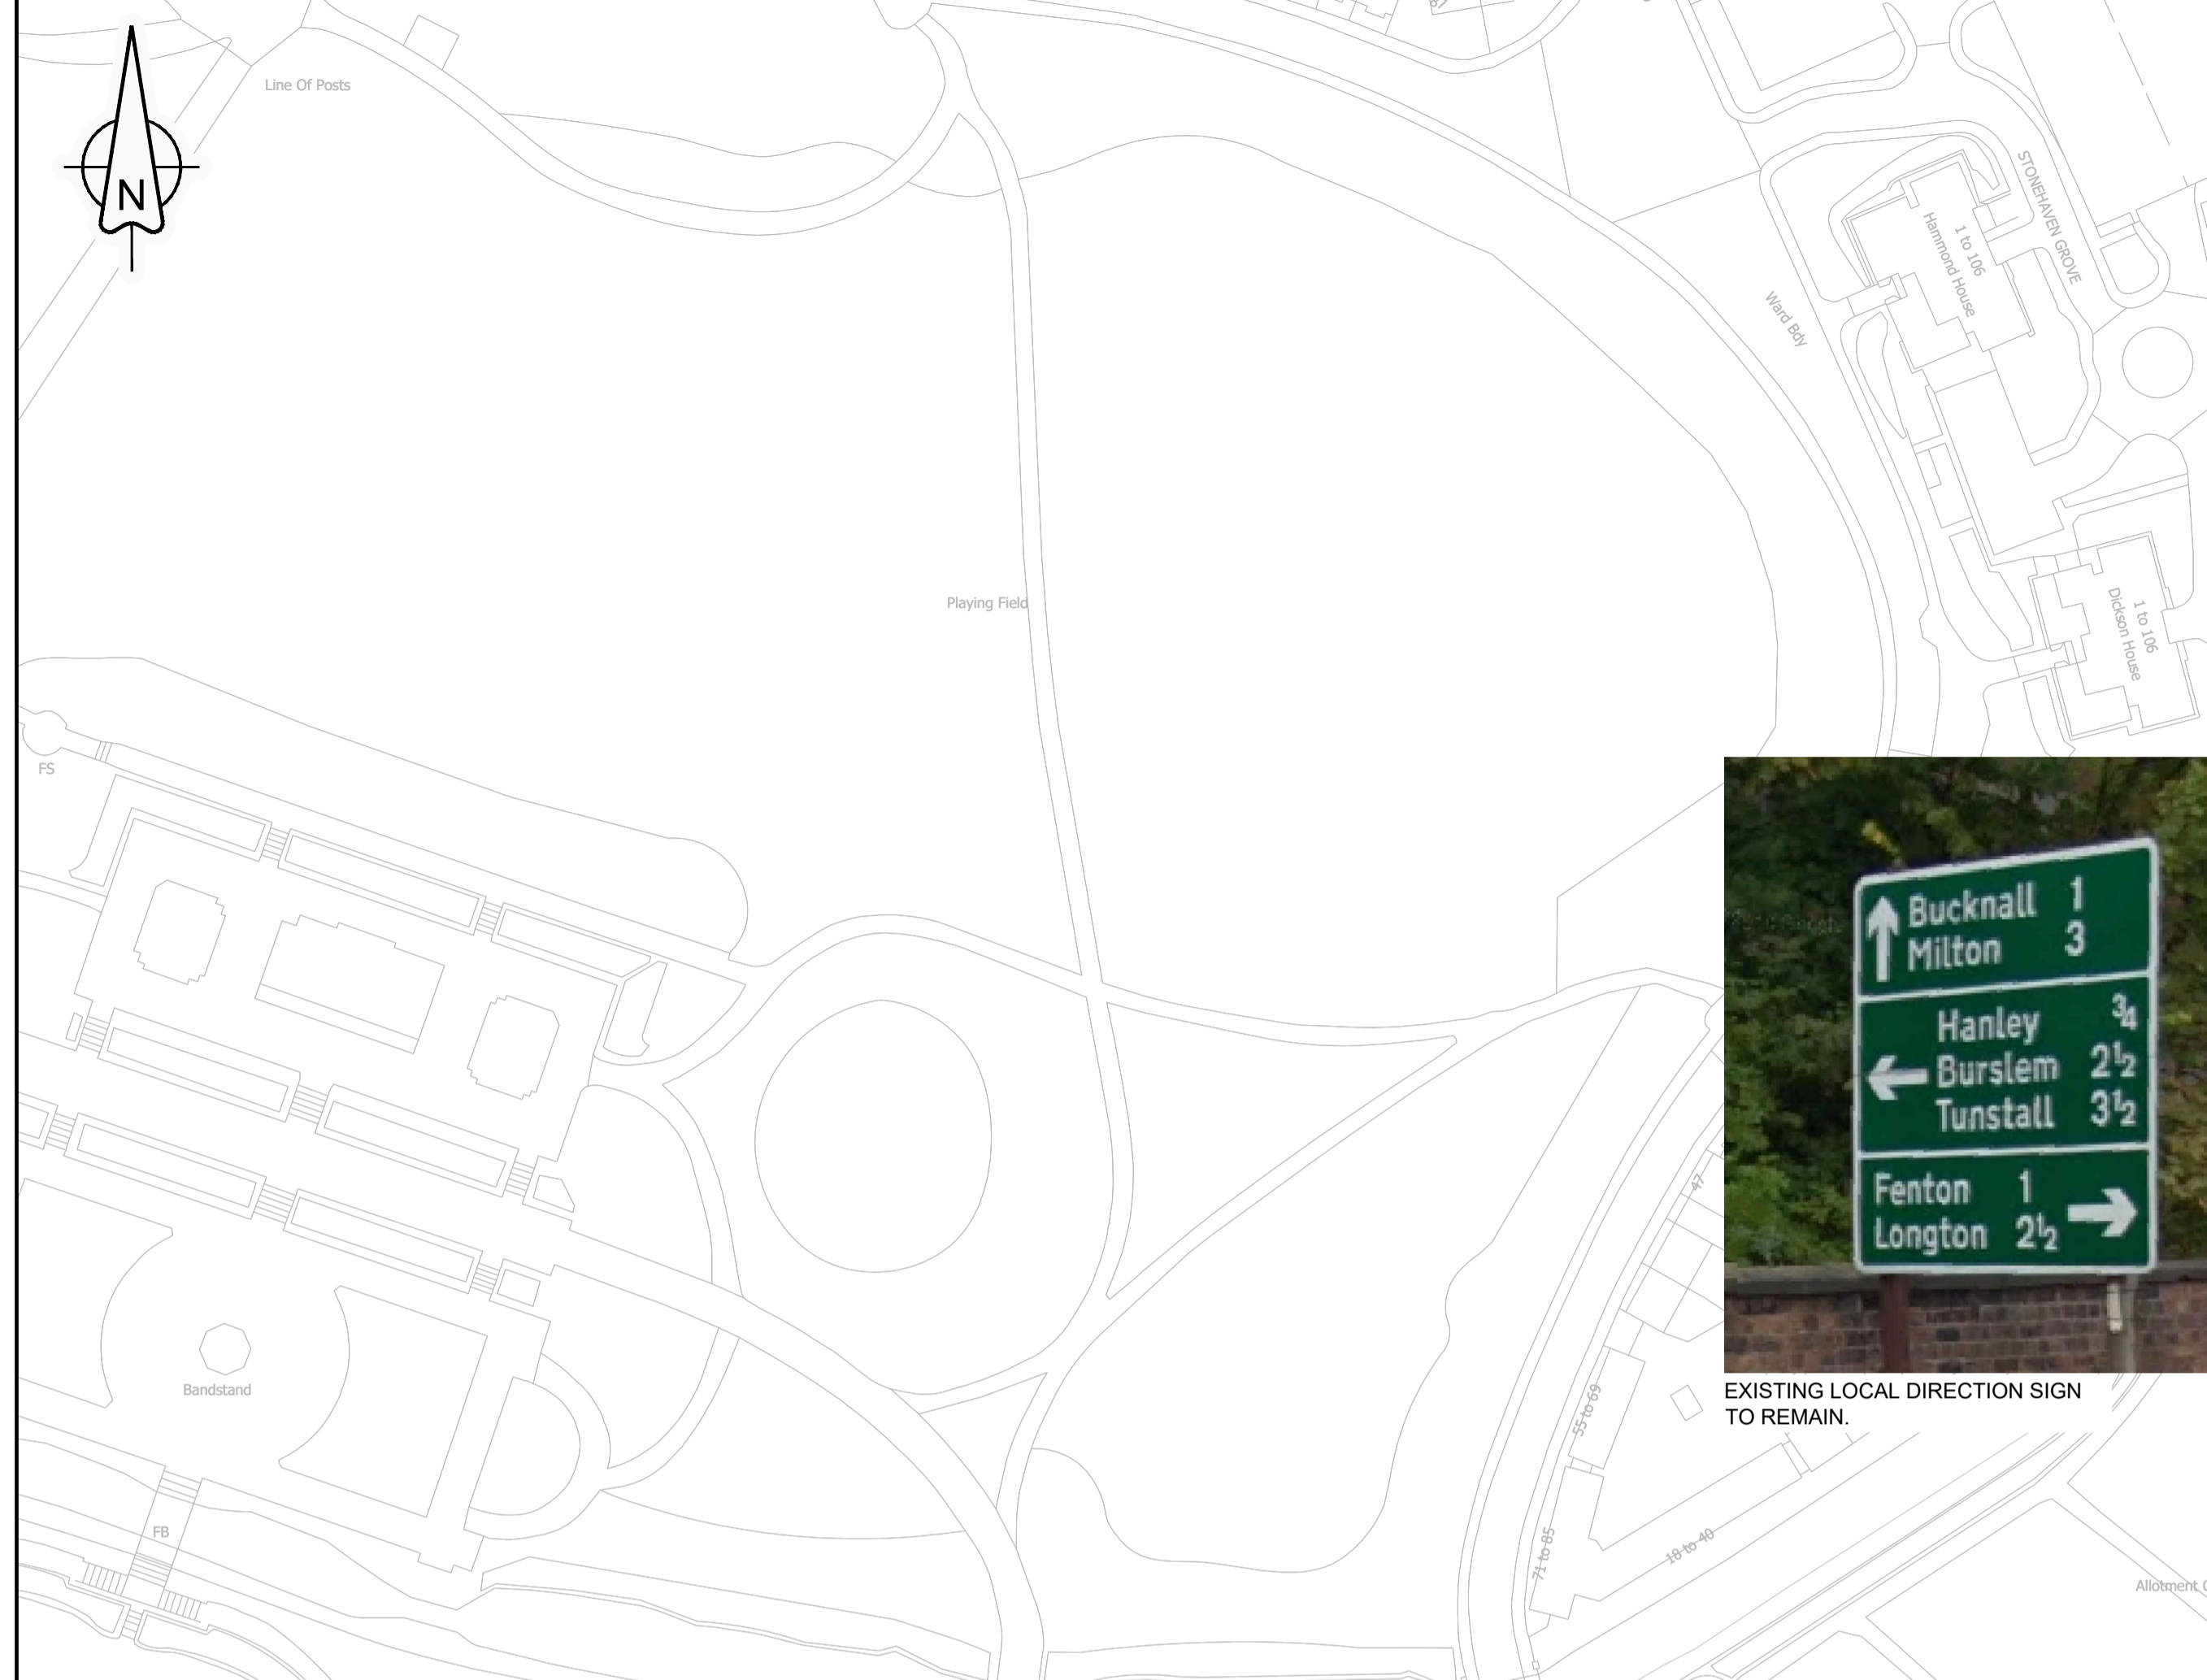 Line Of Posts
N
STONEHAVEN GROVE
1 to 106
Hammond House
Ward Bdy
Playing Field
1 to 106
Dickson House
FS
Bucknall 1
Milton 3
Hanley ¾
Burslem 2½
Tunstall 3½
Fenton 1
Longton 2½
47
EXISTING LOCAL DIRECTION SIGN
TO REMAIN.
Bandstand
55 to 69
FB
71 to 85
18 to 40
Allotment